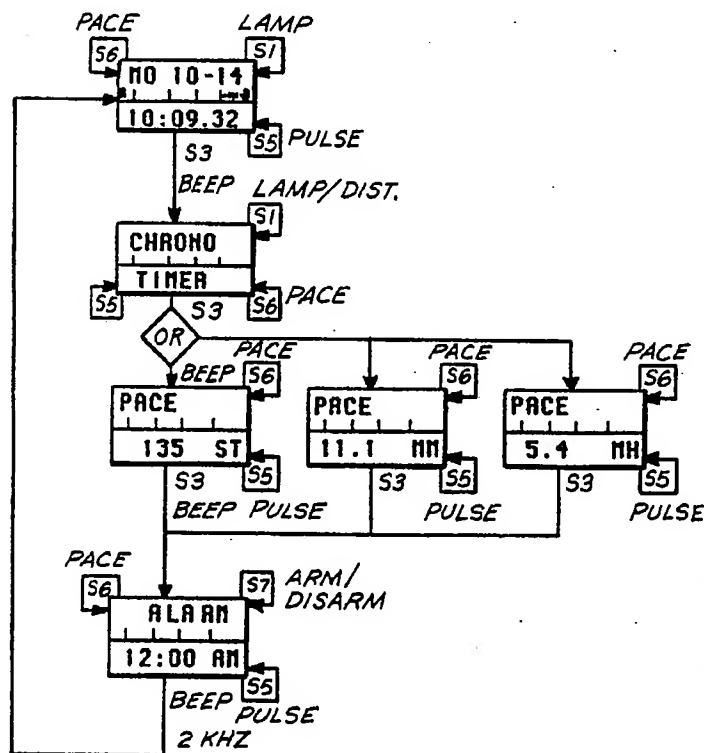 PACE LAMP
S6 S1
MO 10-14
10:09.32
S5 PULSE
S3
BEEP
LAMP/DIST.
S1
CHRONO
TIMER
S5 S3 S6 PACE
OR
BEEP PACE PACE PACE
S6 S6 S6
PACE PACE PACE
135 ST 11.1 MM 5.4 MH
S3 S5 S3 S5 S3 S5
BEEP PULSE PULSE PULSE
PACE ARM/
S6 S7 DISARM
ALARM
12:00 AM
BEEP S5
PULSE
2 KHZ